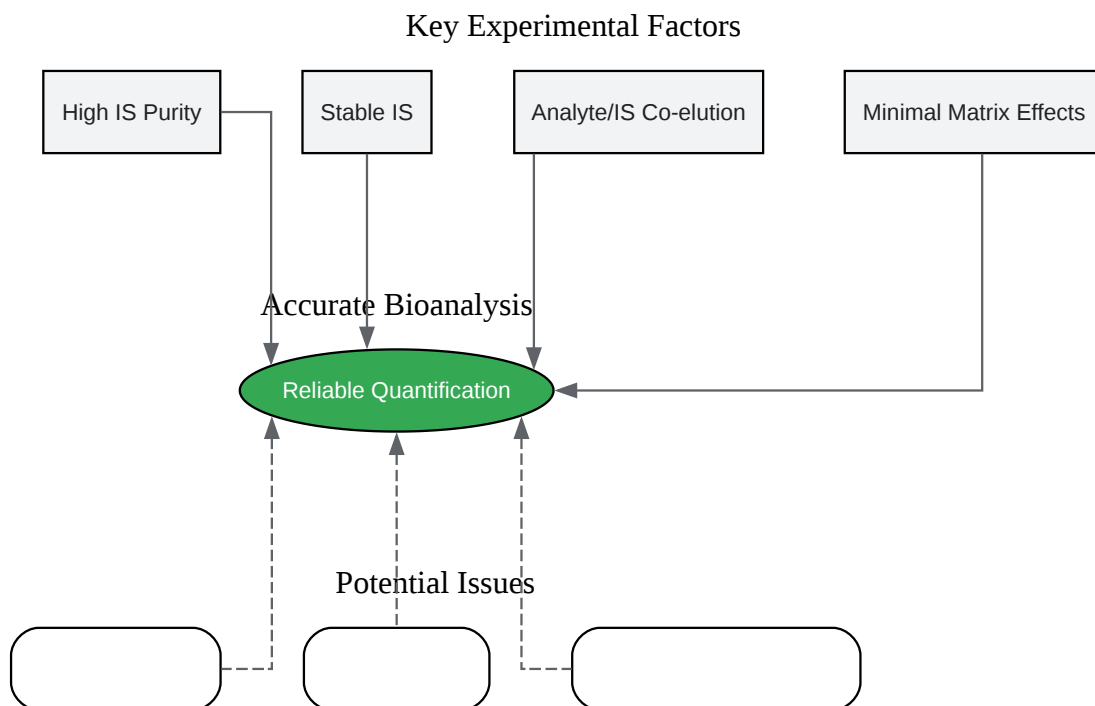 Key Experimental Factors
High IS Purity
Stable IS
Analyte/IS Co-elution
Minimal Matrix Effects
Accurate Bioanalysis
Reliable Quantification
Potential Issues